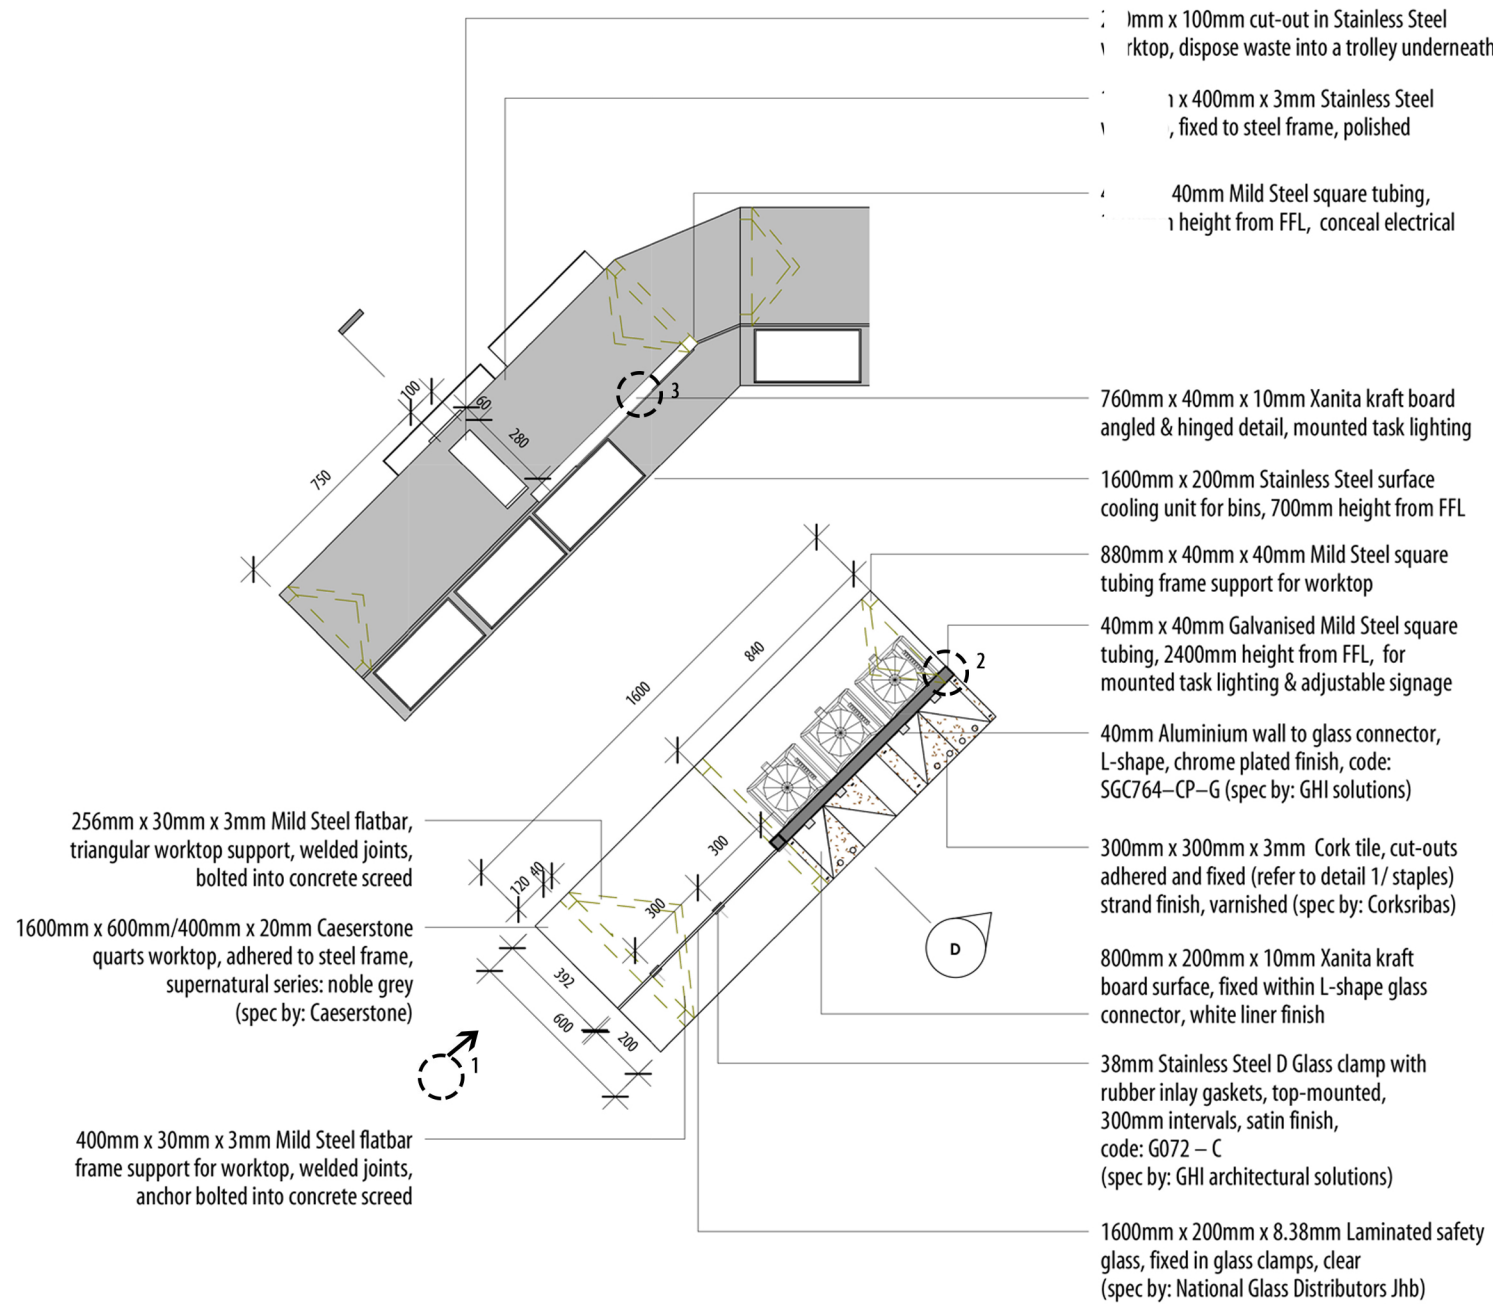 mm x 100mm cut-out in Stainless Steel
dispose waste into a trolley underneath
x 400mm x 3mm Stainless Steel
, fixed to steel frame, polished
40mm Mild Steel square tubing,
height from FFL, conceal electrical
100
60
280
750
3
760mm x 40mm x 10mm Xanita kraft board
angled & hinged detail, mounted task lighting
1600mm x 200mm Stainless Steel surface
cooling unit for bins, 700mm height from FFL
880mm x 40mm x 40mm Mild Steel square
tubing frame support for worktop
40mm x 40mm Galvanised Mild Steel square
tubing, 2400mm height from FFL, for
mounted task lighting & adjustable signage
40mm Aluminium wall to glass connector,
L-shape, chrome plated finish, code:
SGC764–CP–G (spec by: GHI solutions)
300mm x 300mm x 3mm Cork tile, cut-outs
adhered and fixed (refer to detail 1/ staples)
strand finish, varnished (spec by: Corksribas)
800mm x 200mm x 10mm Xanita kraft
board surface, fixed within L-shape glass
connector, white liner finish
38mm Stainless Steel D Glass clamp with
rubber inlay gaskets, top-mounted,
300mm intervals, satin finish,
code: G072 – C
(spec by: GHI architectural solutions)
1600mm x 200mm x 8.38mm Laminated safety
glass, fixed in glass clamps, clear
(spec by: National Glass Distributors Jhb)
840
1600
2
300
300
120
40
392
600
200
D
1
256mm x 30mm x 3mm Mild Steel flatbar,
triangular worktop support, welded joints,
bolted into concrete screed
1600mm x 600mm/400mm x 20mm Caeserstone
quarts worktop, adhered to steel frame,
supernatural series: noble grey
(spec by: Caeserstone)
400mm x 30mm x 3mm Mild Steel flatbar
frame support for worktop, welded joints,
anchor bolted into concrete screed